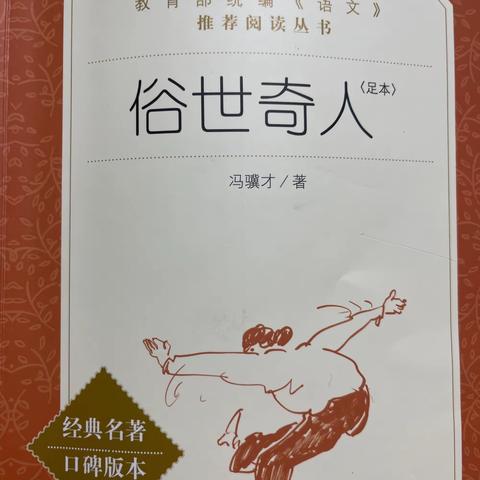 教育部统编《语文》
推荐阅读丛书
俗世奇人〈足本〉
冯骥才/著
经典名著
口碑版本